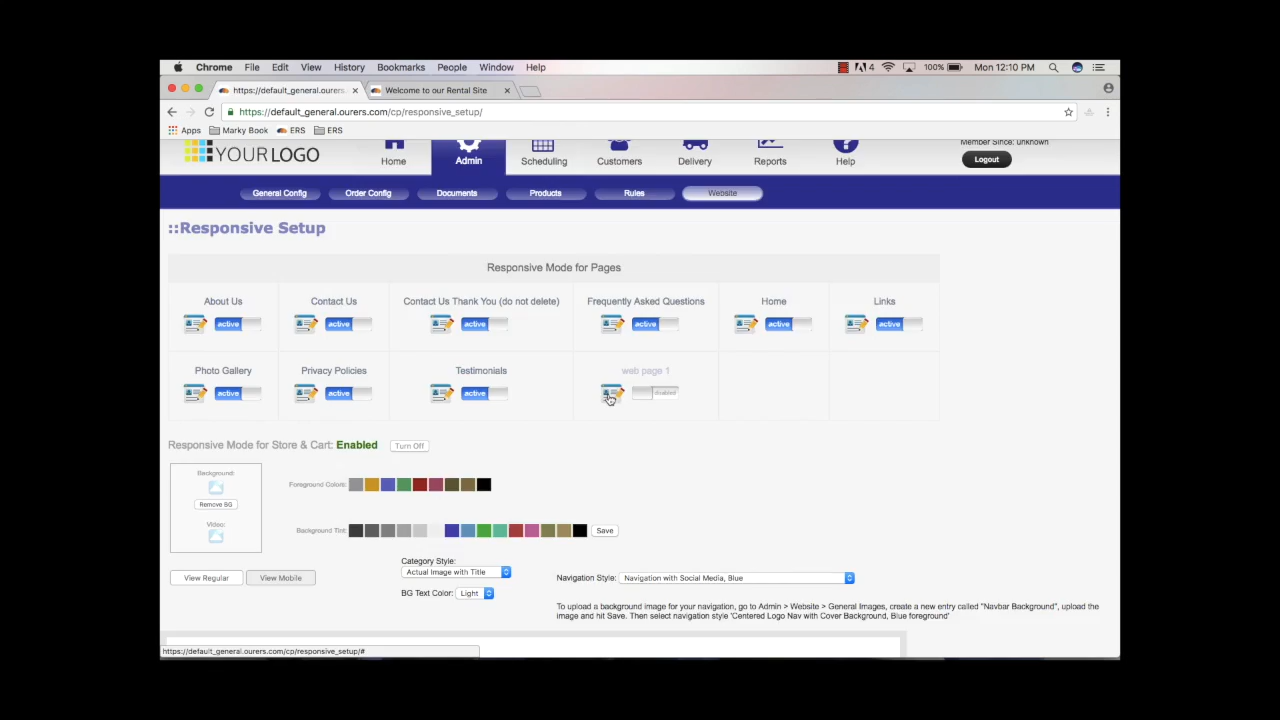 Chrome File Edit View History Bookmarks People Window Help 4 100% Mon 12:10 PM
https://default_general.ourers. Welcome to our Rental Site
https://default_general.ourers.com/cp/responsive_setup/
Apps Marky Book ERS ERS
YOUR LOGO Home Admin Scheduling Customers Delivery Reports Help
Member Since: unknown
Logout
General Config Order Config Documents Products Rules Website
::Responsive Setup
Responsive Mode for Pages
About Us Contact Us Contact Us Thank You (do not delete) Frequently Asked Questions Home Links
active active active active active active
Photo Gallery Privacy Policies Testimonials web page 1
active active active disabled
Responsive Mode for Store & Cart: Enabled Turn Off
Background:
Remove BG
Video:
Foreground Colors:
Background Tint: Save
View Regular View Mobile
Category Style:
Actual Image with Title
BG Text Color: Light
Navigation Style: Navigation with Social Media, Blue
To upload a background image for your navigation, go to Admin > Website > General Images, create a new entry called "Navbar Background", upload the
image and hit Save. Then select navigation style 'Centered Logo Nav with Cover Background, Blue foreground'
https://default_general.ourers.com/cp/responsive_setup/#